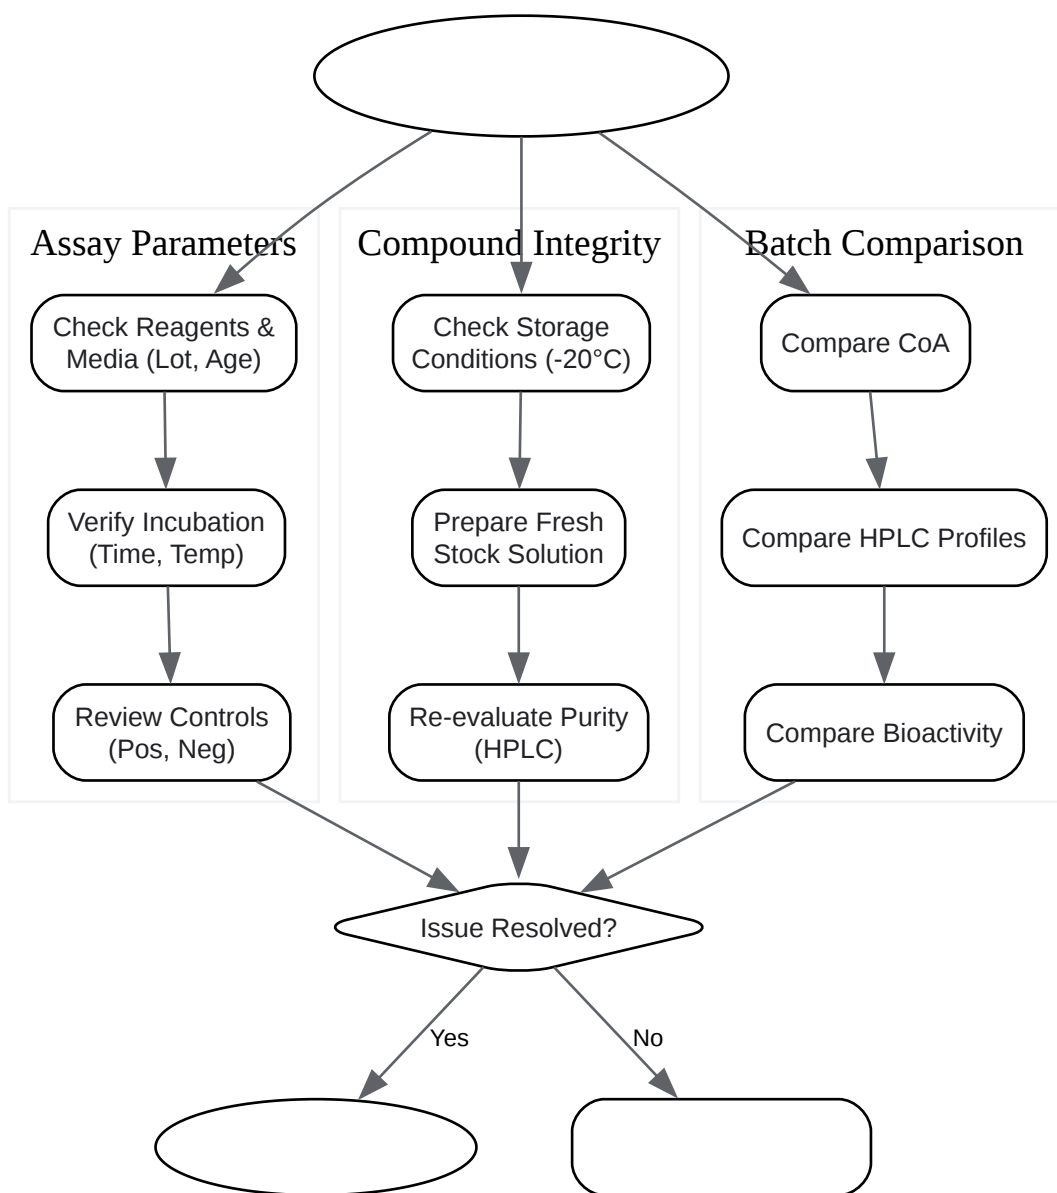 Assay Parameters
Check Reagents &
Media (Lot, Age)
Verify Incubation
(Time, Temp)
Review Controls
(Pos, Neg)
Compound Integrity
Check Storage
Conditions (-20°C)
Prepare Fresh
Stock Solution
Re-evaluate Purity
(HPLC)
Batch Comparison
Compare CoA
Compare HPLC Profiles
Compare Bioactivity
Issue Resolved?
Yes
No